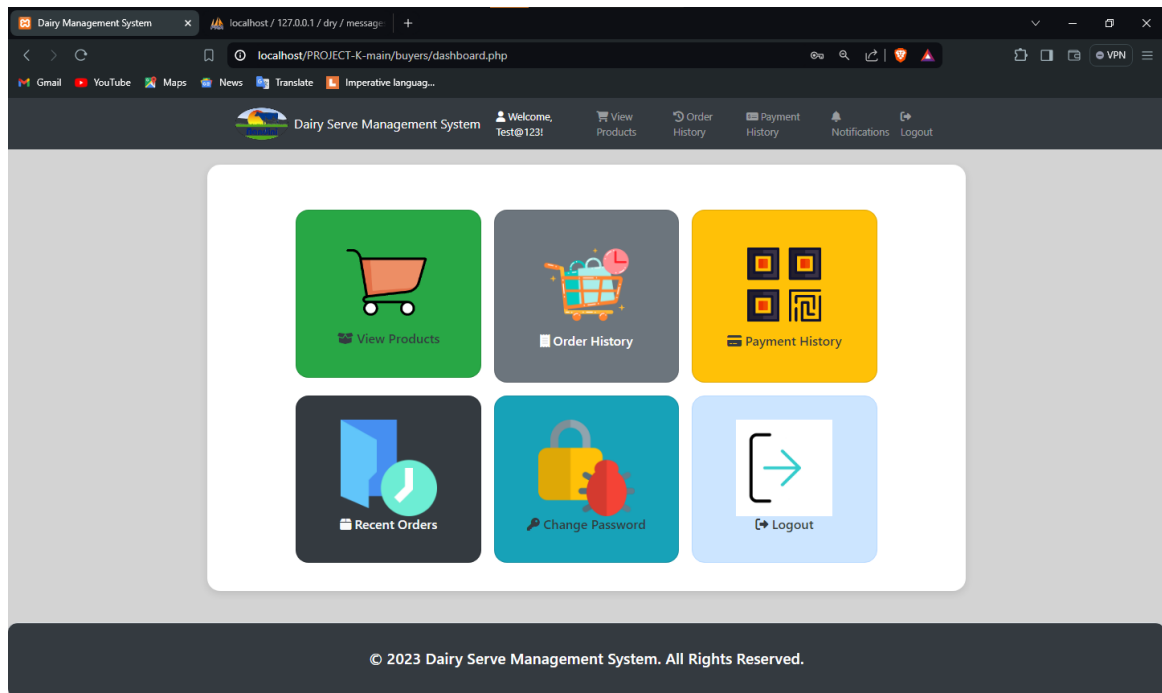 Dairy Management System
localhost / 127.0.0.1 / dry / message
localhost/PROJECT-K-main/buyers/dashboard.php
VPN
Gmail YouTube Maps News Translate Imperative languag...
Dairy Serve Management System
Welcome, Test@123!
View Products
Order History
Payment History
Notifications
Logout
View Products
Order History
Payment History
Recent Orders
Change Password
Logout
© 2023 Dairy Serve Management System. All Rights Reserved.